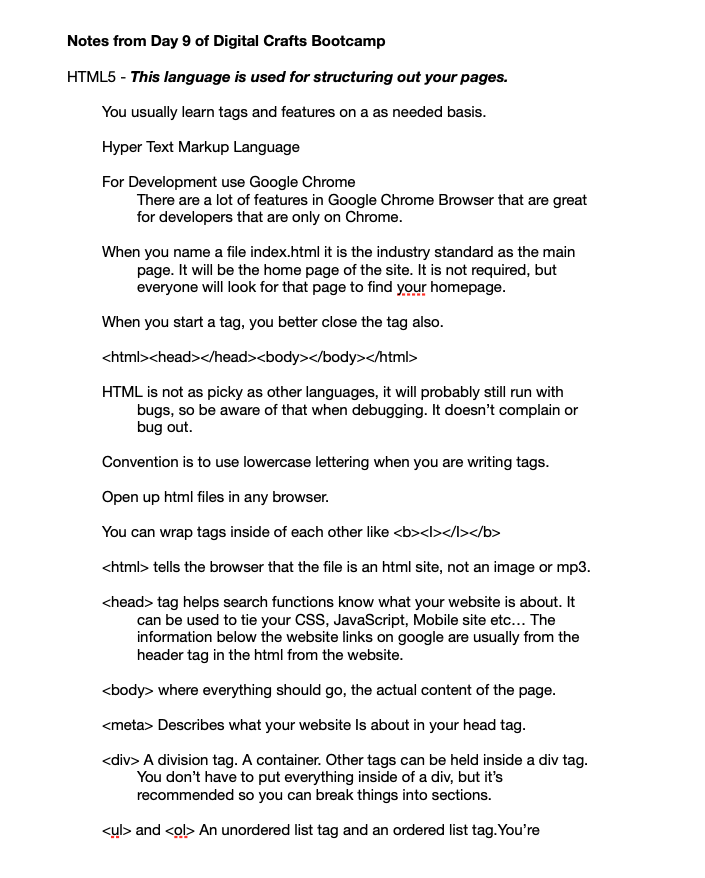 Notes from Day 9 of Digital Crafts Bootcamp
HTML5 - This language is used for structuring out your pages.
You usually learn tags and features on a as needed basis.
Hyper Text Markup Language
For Development use Google Chrome
There are a lot of features in Google Chrome Browser that are great
for developers that are only on Chrome.
When you name a file index.html it is the industry standard as the main
page. It will be the home page of the site. It is not required, but
everyone will look for that page to find your homepage.
When you start a tag, you better close the tag also.
<html><head></head><body></body></html>
HTML is not as picky as other languages, it will probably still run with
bugs, so be aware of that when debugging. It doesn’t complain or
bug out.
Convention is to use lowercase lettering when you are writing tags.
Open up html files in any browser.
You can wrap tags inside of each other like <b><I></I></b>
<html> tells the browser that the file is an html site, not an image or mp3.
<head> tag helps search functions know what your website is about. It
can be used to tie your CSS, JavaScript, Mobile site etc… The
information below the website links on google are usually from the
header tag in the html from the website.
<body> where everything should go, the actual content of the page.
<meta> Describes what your website Is about in your head tag.
<div> A division tag. A container. Other tags can be held inside a div tag.
You don’t have to put everything inside of a div, but it’s
recommended so you can break things into sections.
<ul> and <ol> An unordered list tag and an ordered list tag.You’re